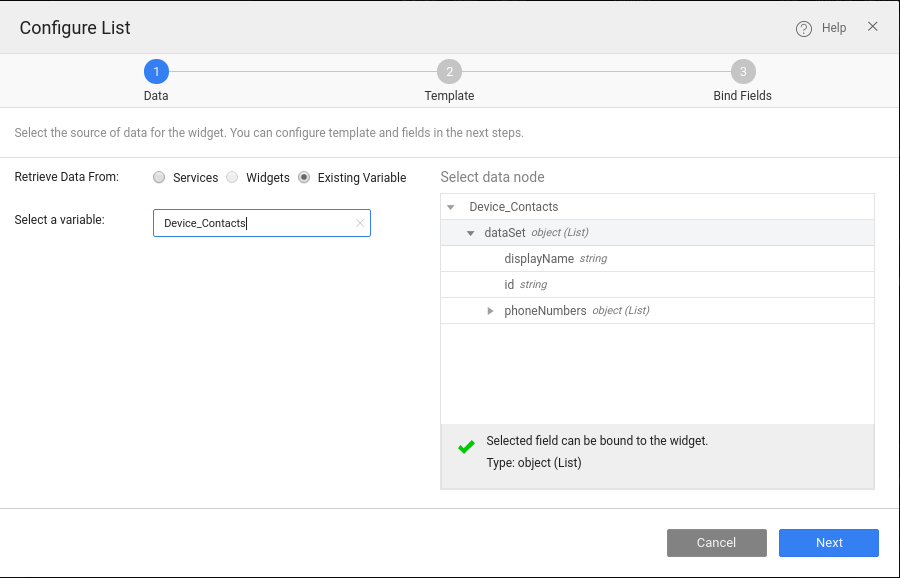 Configure List
? Help
1 2 3
Data Template Bind Fields
Select the source of data for the widget. You can configure template and fields in the next steps.
Retrieve Data From: Services Widgets Existing Variable
Select a variable: Device_Contacts
Select data node
Device_Contacts
dataSet object (List)
displayName string
id string
phoneNumbers object (List)
Selected field can be bound to the widget.
Type: object (List)
Cancel Next